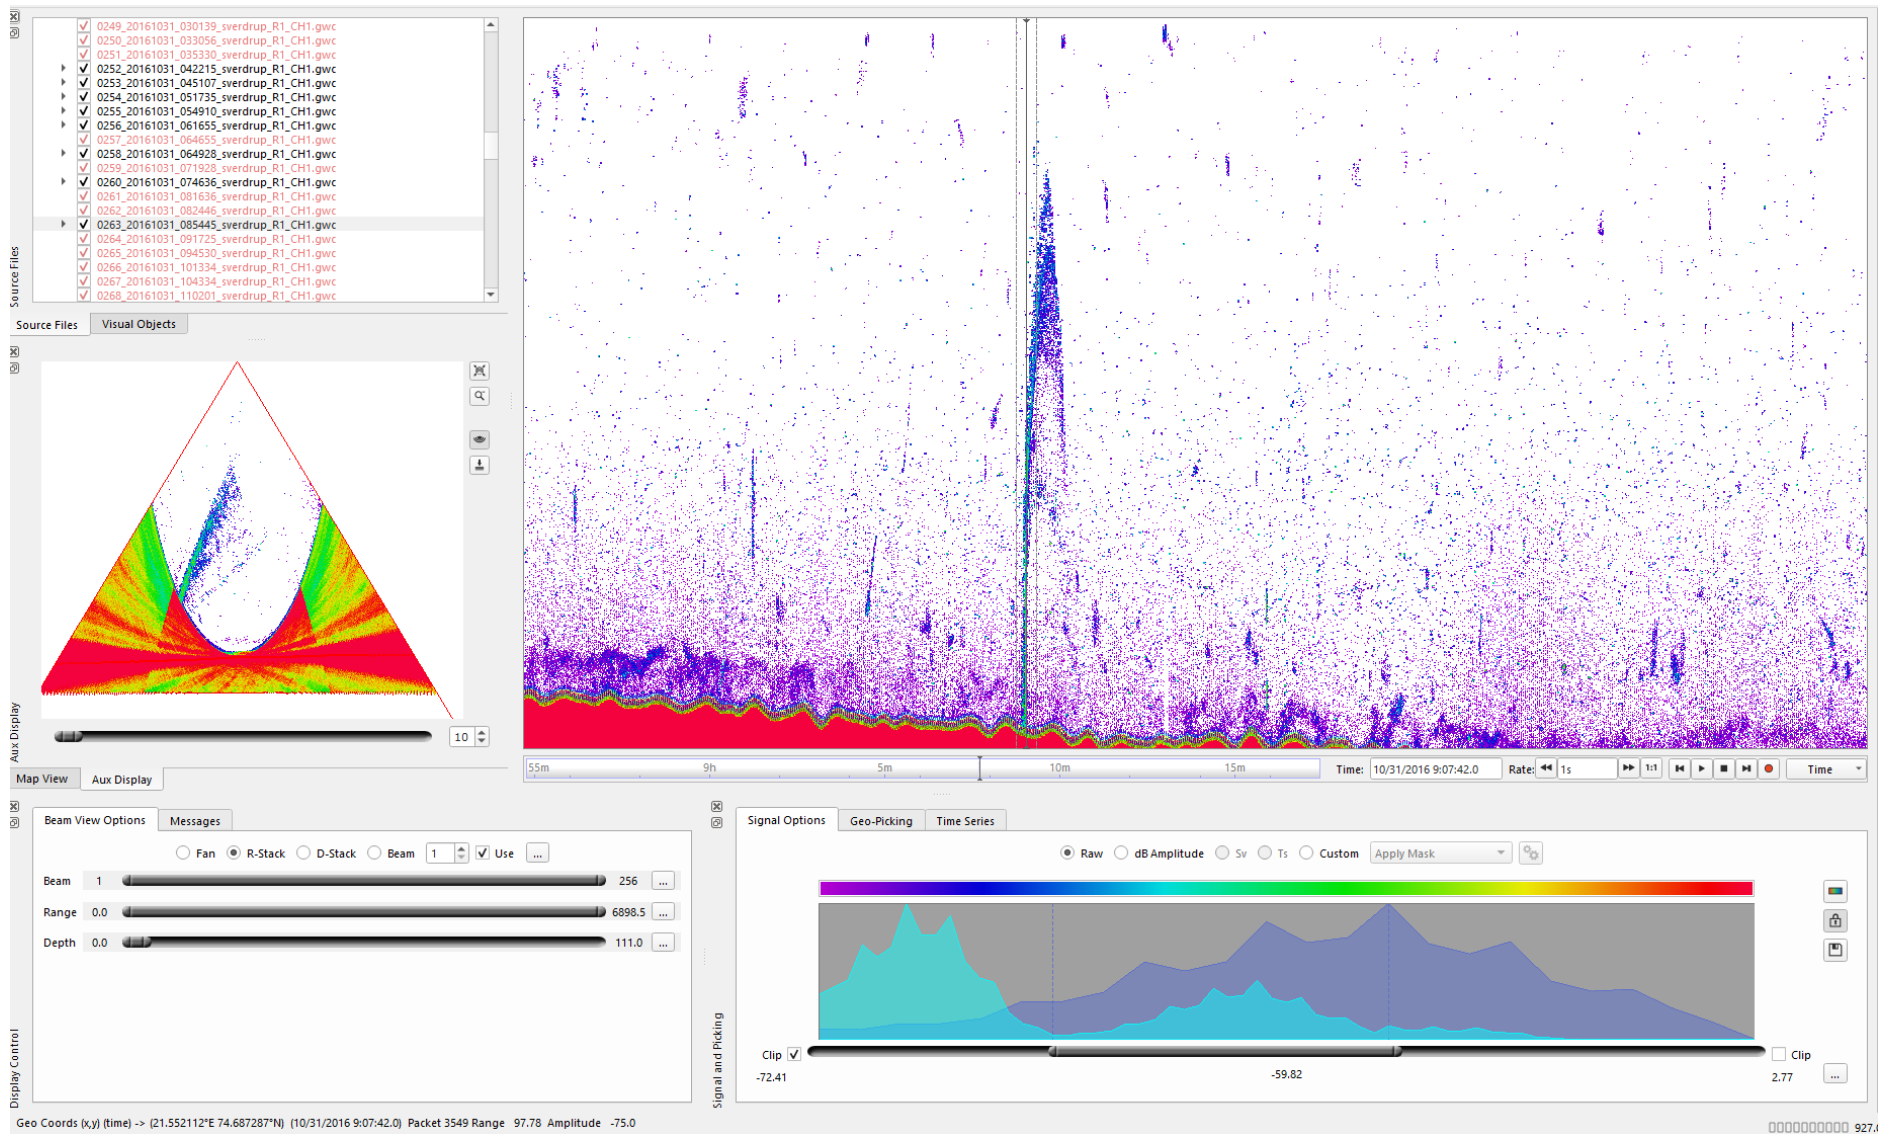 0249_20161031_030139_sverdrup_R1_CH1.gwc
0250_20161031_033056_sverdrup_R1_CH1.gwc
0251_20161031_035330_sverdrup_R1_CH1.gwc
0252_20161031_042215_sverdrup_R1_CH1.gwc
0253_20161031_045107_sverdrup_R1_CH1.gwc
0254_20161031_051735_sverdrup_R1_CH1.gwc
0255_20161031_054910_sverdrup_R1_CH1.gwc
0256_20161031_061655_sverdrup_R1_CH1.gwc
0257_20161031_064655_sverdrup_R1_CH1.gwc
0258_20161031_064928_sverdrup_R1_CH1.gwc
0259_20161031_071928_sverdrup_R1_CH1.gwc
0260_20161031_074636_sverdrup_R1_CH1.gwc
0261_20161031_081636_sverdrup_R1_CH1.gwc
0262_20161031_082446_sverdrup_R1_CH1.gwc
0263_20161031_085445_sverdrup_R1_CH1.gwc
0264_20161031_091725_sverdrup_R1_CH1.gwc
0265_20161031_094530_sverdrup_R1_CH1.gwc
0266_20161031_101334_sverdrup_R1_CH1.gwc
0267_20161031_104334_sverdrup_R1_CH1.gwc
0268_20161031_110201_sverdrup_R1_CH1.gwc
Source Files
Source Files Visual Objects
Aux Display
10
Map View Aux Display
55m 9h 5m 10m 15m
Time: 10/31/2016 9:07:42.0 Rate: 1s 1:1 Time
Beam View Options Messages
Fan R-Stack D-Stack Beam 1 Use ...
Beam 1 256 ...
Range 0.0 6898.5 ...
Depth 0.0 111.0 ...
Display Control
Signal Options Geo-Picking Time Series
Raw dB Amplitude Sv Ts Custom Apply Mask
Clip Clip
-72.41 -59.82 2.77 ...
Signal and Picking
Geo Coords (x,y) (time) -> (21.552112°E 74.687287°N) (10/31/2016 9:07:42.0) Packet 3549 Range 97.78 Amplitude -75.0